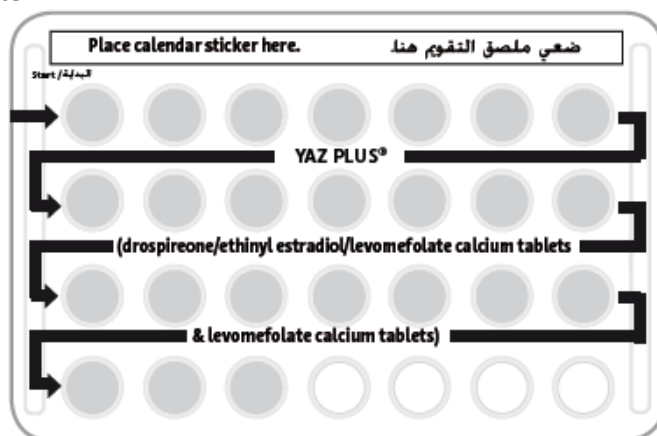 Place calendar sticker here. ضعي ملصق التقويم هنا.
Start / البداية
YAZ PLUS®
(drospireone/ethinyl estradiol/levomefolate calcium tablets
& levomefolate calcium tablets)